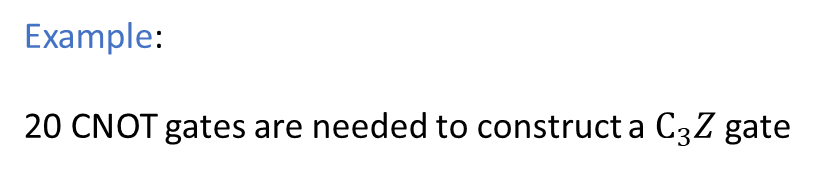 Example:
20 CNOT gates are needed to construct a C₃Z gate